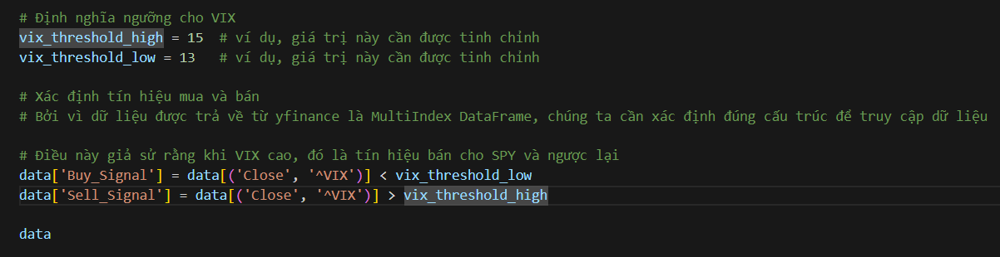 # Định nghĩa ngưỡng cho VIX
vix_threshold_high = 15  # ví dụ, giá trị này cần được tinh chỉnh
vix_threshold_low = 13   # ví dụ, giá trị này cần được tinh chỉnh
# Xác định tín hiệu mua và bán
# Bởi vì dữ liệu được trả về từ yfinance là MultiIndex DataFrame, chúng ta cần xác định đúng cấu trúc để truy cập dữ liệu
# Điều này giả sử rằng khi VIX cao, đó là tín hiệu bán cho SPY và ngược lại
data['Buy_Signal'] = data[('Close', '^VIX')] < vix_threshold_low
data['Sell_Signal'] = data[('Close', '^VIX')] > vix_threshold_high
data